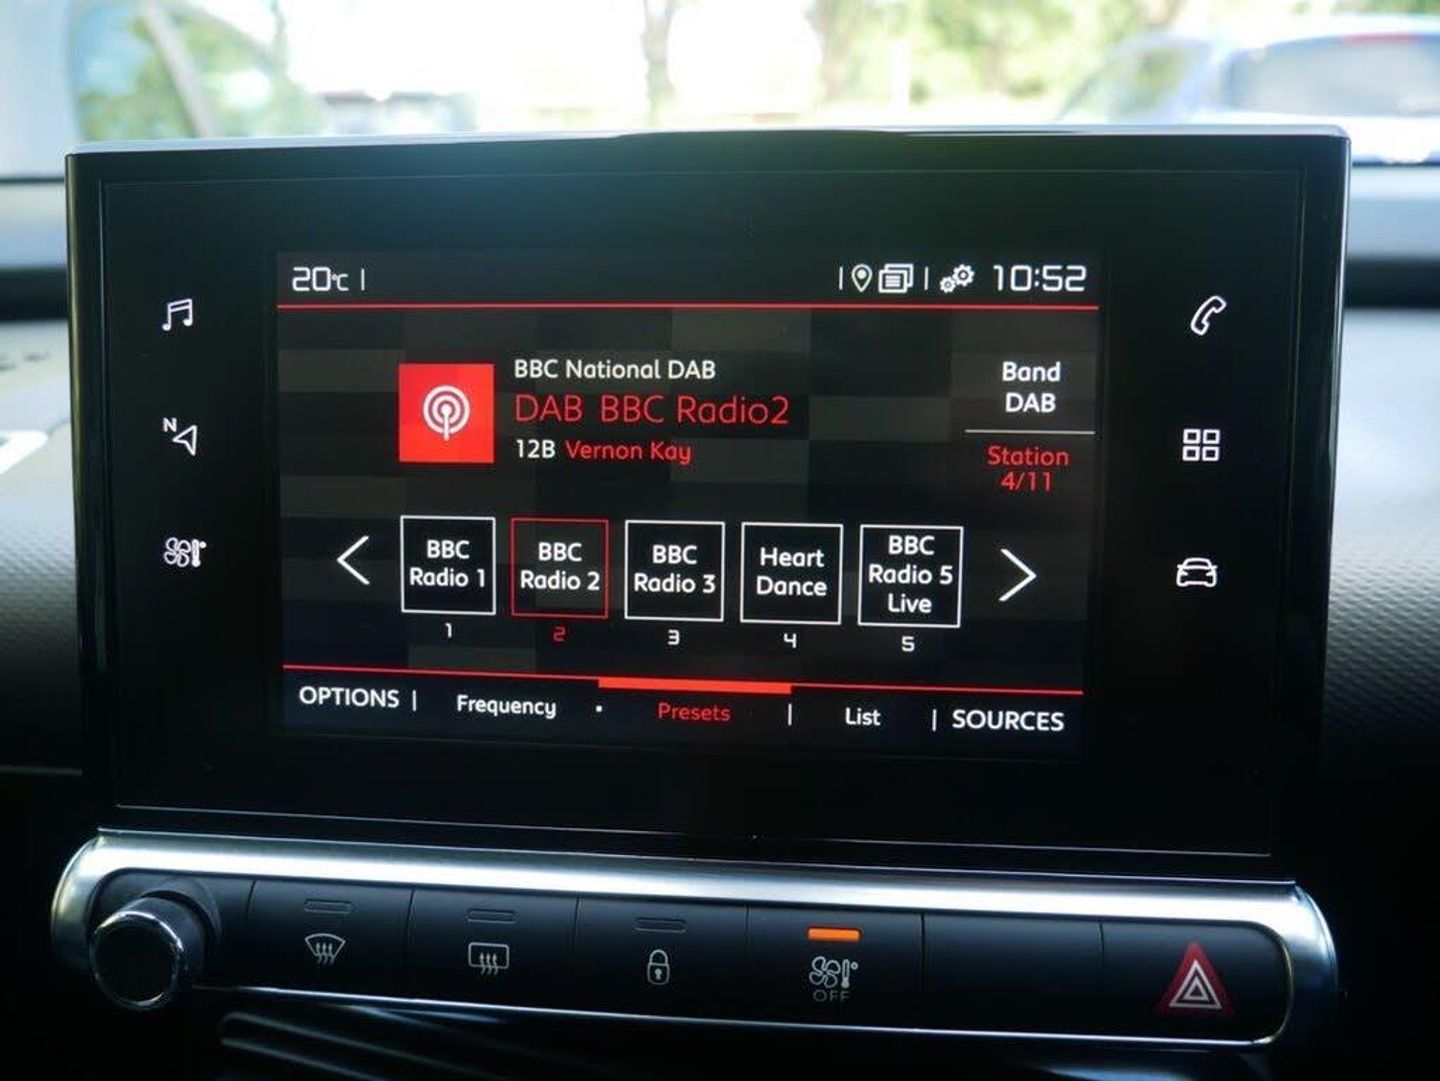 20°C |
10:52
BBC National DAB
DAB BBC Radio2
12B Vernon Kay
Band
DAB
Station
4/11
BBC
Radio 1
BBC
Radio 2
BBC
Radio 3
Heart
Dance
BBC
Radio 5
Live
1
2
3
4
5
OPTIONS | Frequency • Presets | List | SOURCES
N
OFF